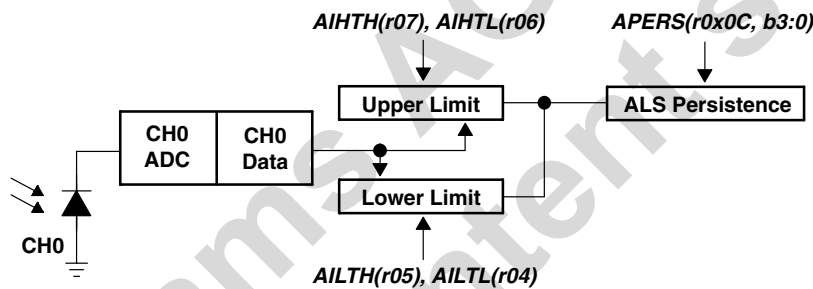 AIHTH(r07), AIHTL(r06)
APERS(r0x0C, b3:0)
Upper Limit
ALS Persistence
CH0
ADC
CH0
Data
Lower Limit
CH0
AILTH(r05), AILTL(r04)